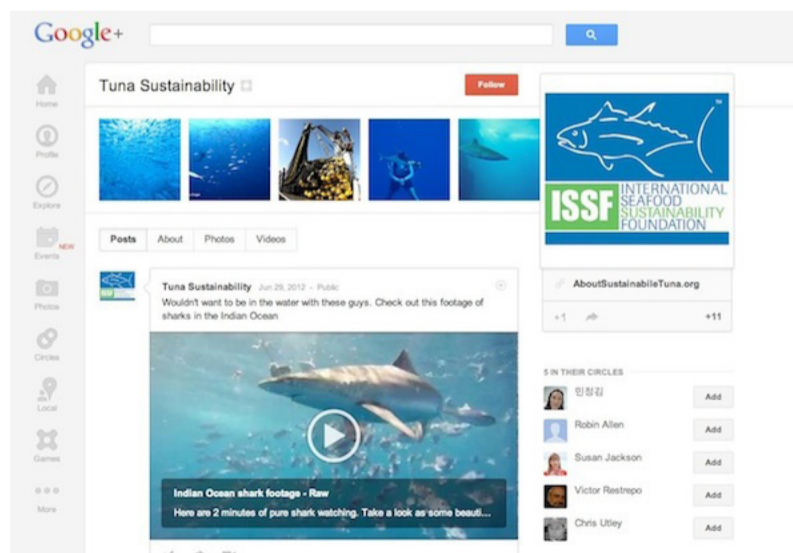 Google+
Home
Profile
Explore
Events
NEW
Photos
Circles
Local
Games
More
Tuna Sustainability
Follow
Posts
About
Photos
Videos
Tuna Sustainability Jun 29, 2012 - Public
Wouldn't want to be in the water with these guys. Check out this footage of
sharks in the Indian Ocean
Indian Ocean shark footage - Raw
Here are 2 minutes of pure shark watching. Take a look as some beauti...
TM
ISSF
INTERNATIONAL
SEAFOOD
SUSTAINABILITY
FOUNDATION
AboutSustainabileTuna.org
+1
+11
5 IN THEIR CIRCLES
민정김
Add
Robin Allen
Add
Susan Jackson
Add
Victor Restrepo
Add
Chris Utley
Add